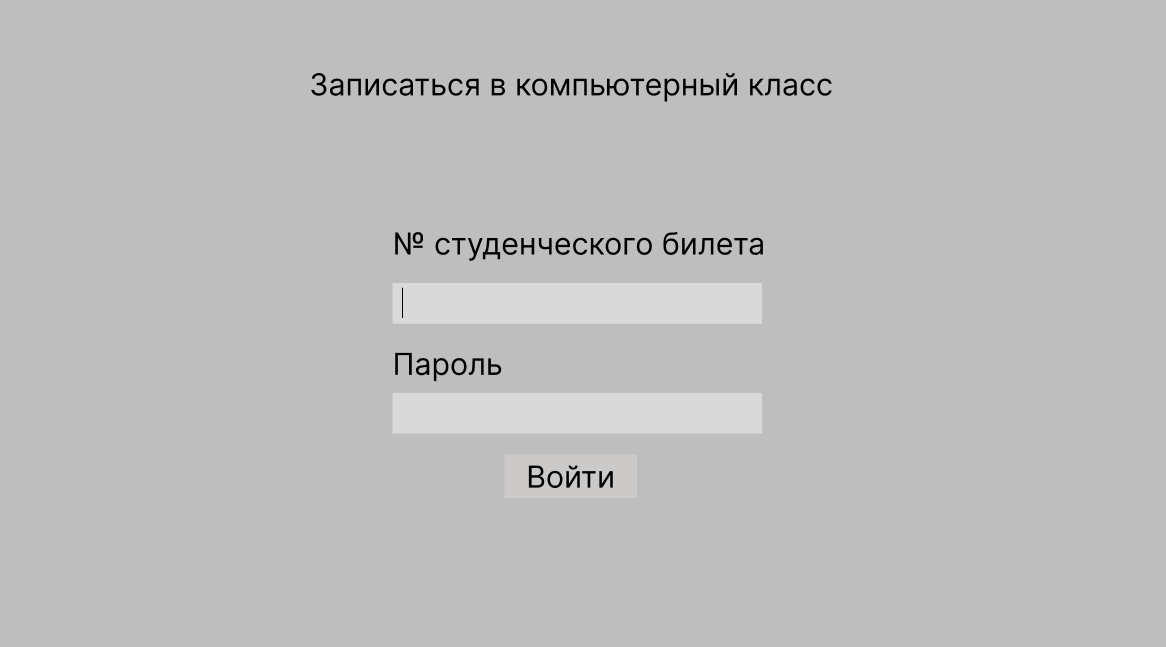 Записаться в компьютерный класс
№ студенческого билета
Пароль
Войти